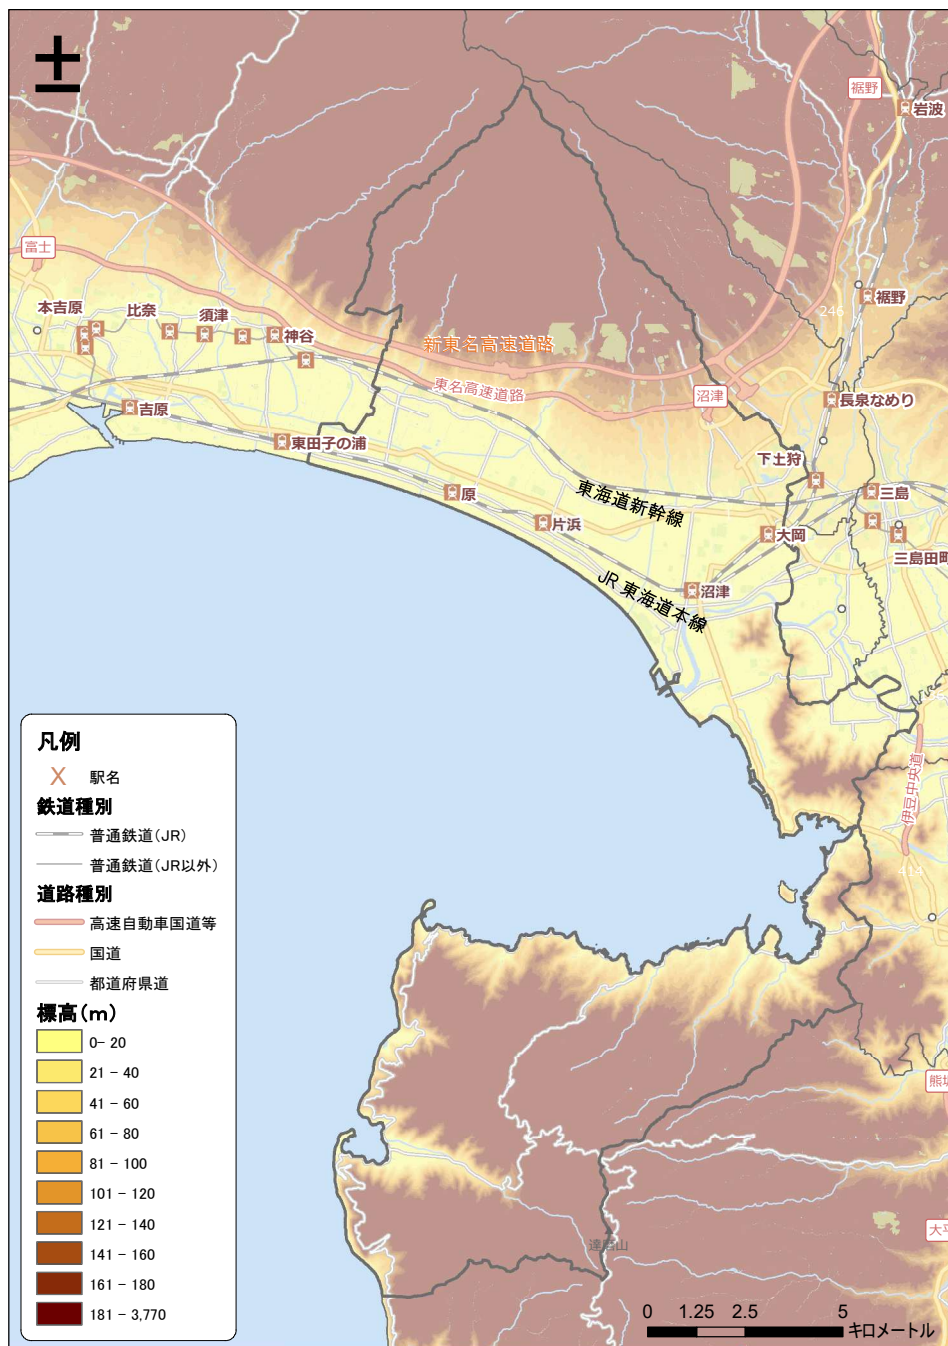 裾野
岩波
富士
本吉原
比奈
須津
神谷
裾野
246
新東名高速道路
東名高速道路
沼津
長泉なめり
吉原
東田子の浦
下土狩
原
東海道新幹線
三島
片浜
大岡
三島田町
JR 東海道本線
沼津
伊豆中央道
414
凡例
X 駅名
鉄道種別
普通鉄道(JR)
普通鉄道(JR以外)
道路種別
高速自動車国道等
国道
都道府県道
標高(m)
0- 20
21 - 40
41 - 60
61 - 80
81 - 100
101 - 120
121 - 140
141 - 160
161 - 180
181 - 3,770
熊坂
大平
達磨山
0 1.25 2.5 5
キロメートル